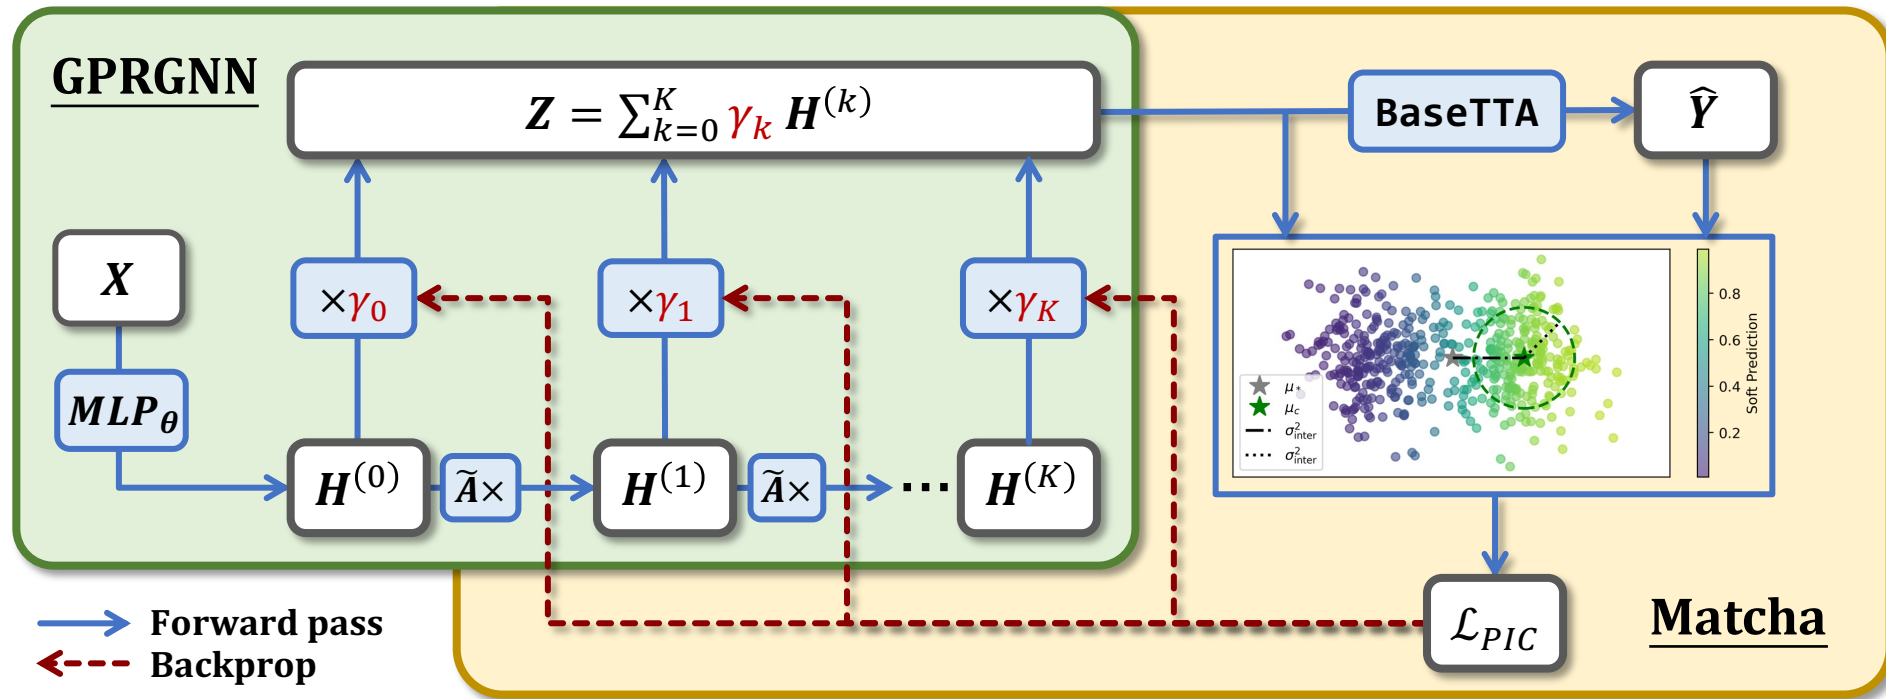 GPRGNN
Z = ∑_{k=0}^{K} γ_k H^{(k)}
BaseTTA
Ŷ
X
×γ_0
×γ_1
×γ_K
MLP_θ
H^{(0)}
Ã×
H^{(1)}
Ã×
...
H^{(K)}
μ_*
μ_c
σ²_inter
σ²_inter
0.8
0.6
0.4
0.2
Soft Prediction
Forward pass
Backprop
ℒ_PIC
Matcha